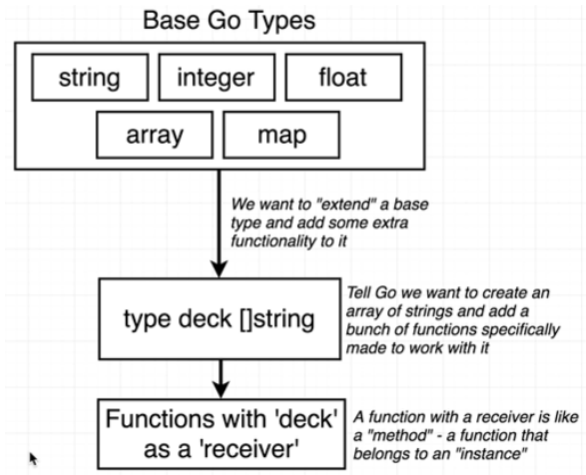 Base Go Types
string integer float
array map
We want to "extend" a base
type and add some extra
functionality to it
type deck []string
Tell Go we want to create an
array of strings and add a
bunch of functions specifically
made to work with it
Functions with 'deck'
as a 'receiver'
A function with a receiver is like
a "method" - a function that
belongs to an "instance"